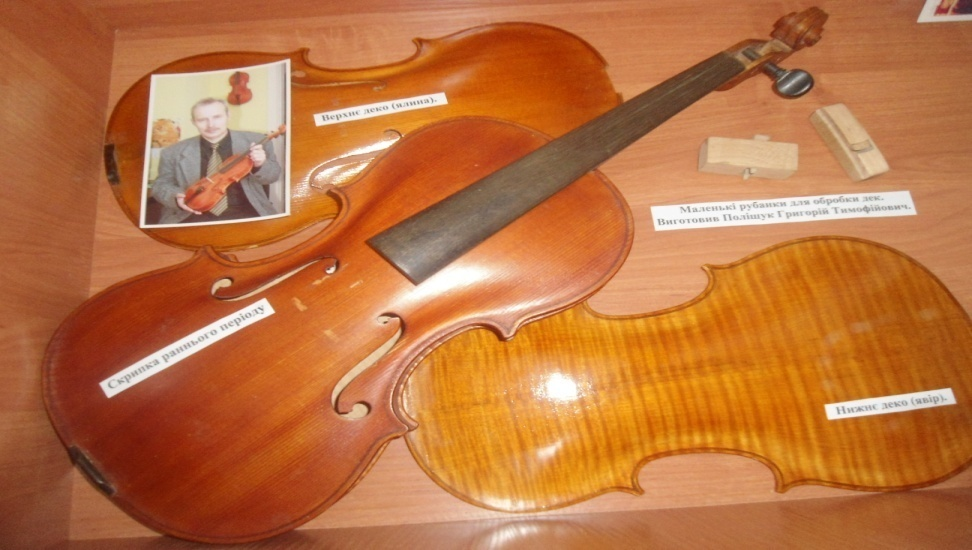 Верхнє деко (ялина).
Маленькі рубанки для обробки дек.
Виготовив Поліщук Григорій Тимофійович.
Скрипка раннього періоду
Нижнє деко (явір).